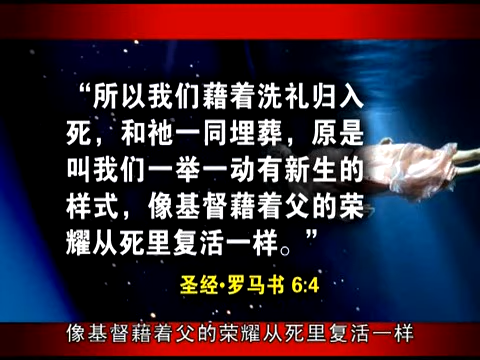 “所以我们藉着洗礼归入
死，和祂一同埋葬，原是
叫我们一举一动有新生的
样式，像基督藉着父的荣
耀从死里复活一样。”
圣经·罗马书 6:4
像基督藉着父的荣耀从死里复活一样